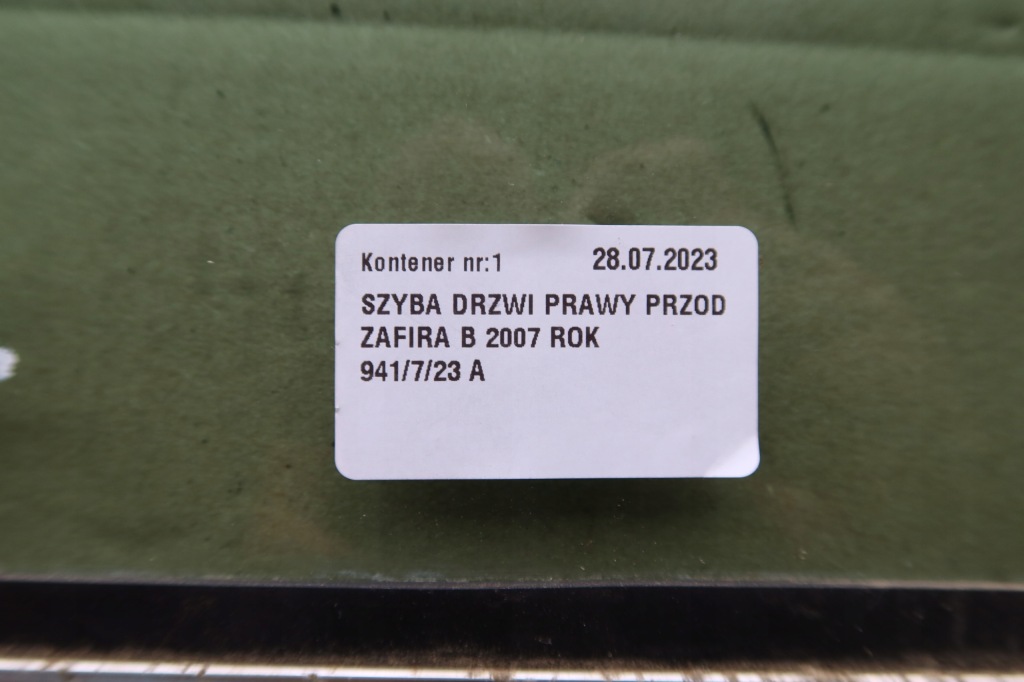 Kontener nr:1 28.07.2023
SZYBA DRZWI PRAWY PRZOD
ZAFIRA B 2007 ROK
941/7/23 A